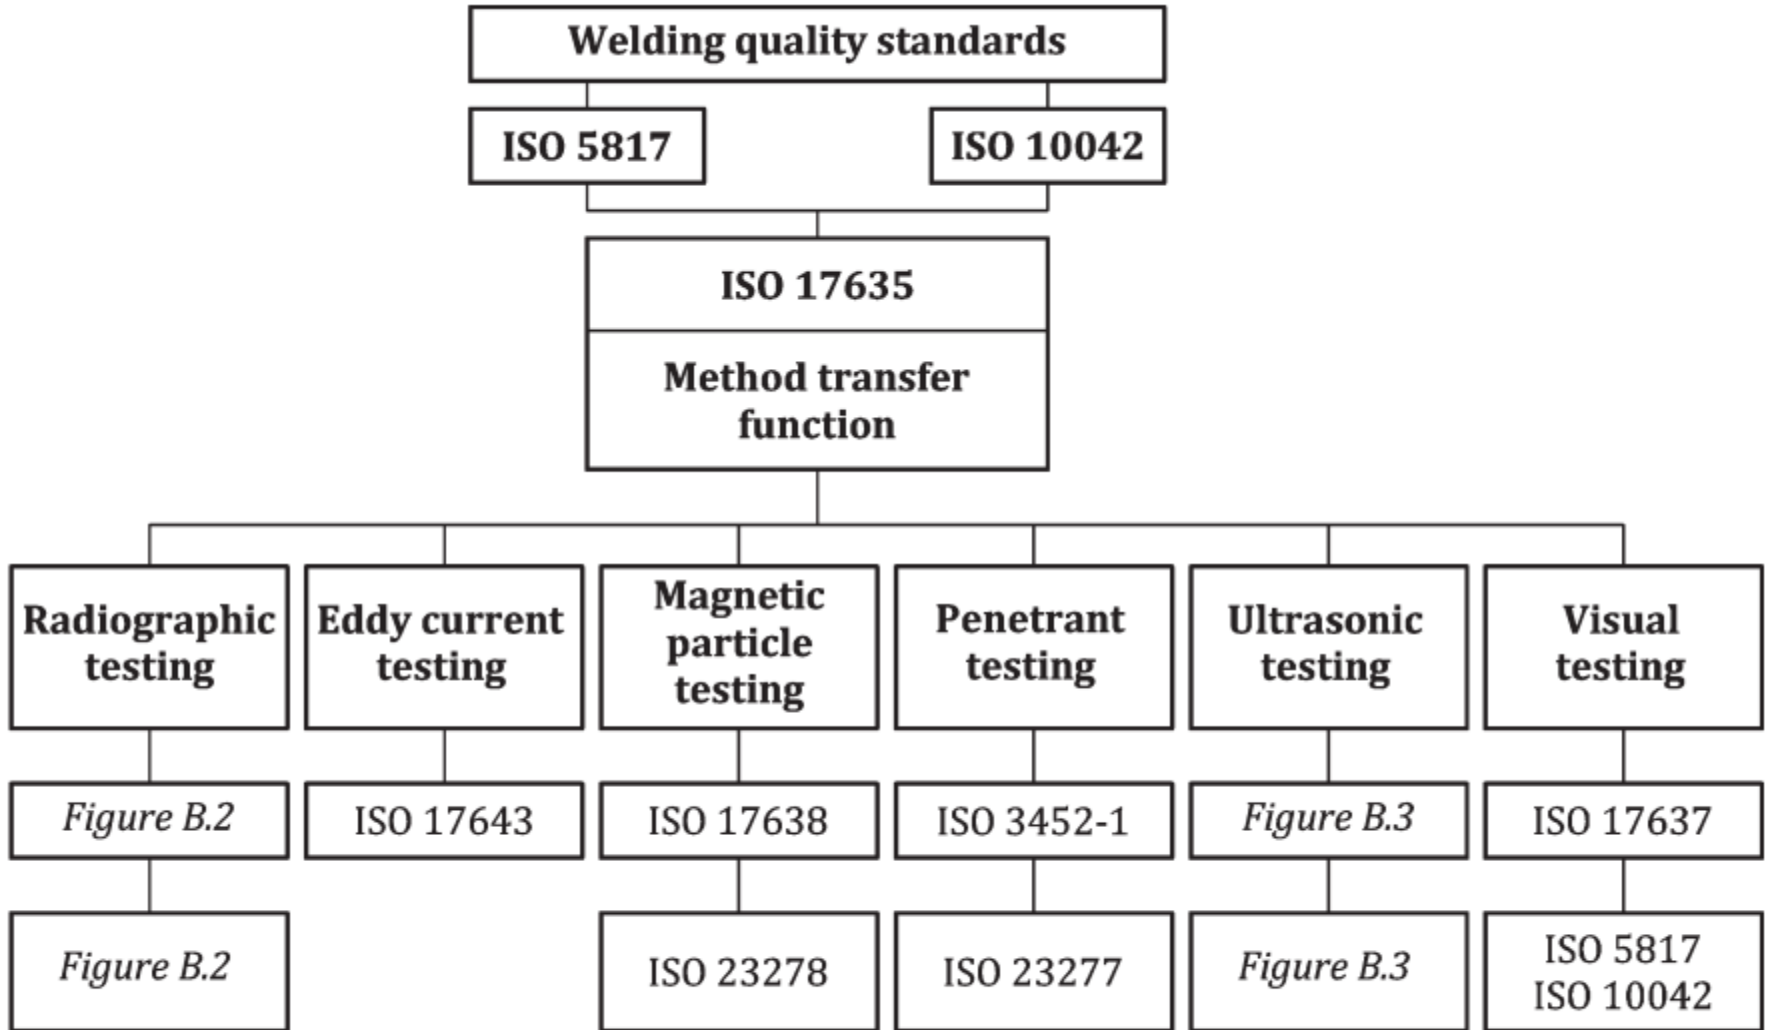 Welding quality standards
ISO 5817
ISO 10042
ISO 17635
Method transfer
function
Radiographic
testing
Eddy current
testing
Magnetic
particle
testing
Penetrant
testing
Ultrasonic
testing
Visual
testing
Figure B.2
ISO 17643
ISO 17638
ISO 3452-1
Figure B.3
ISO 17637
Figure B.2
ISO 23278
ISO 23277
Figure B.3
ISO 5817
ISO 10042